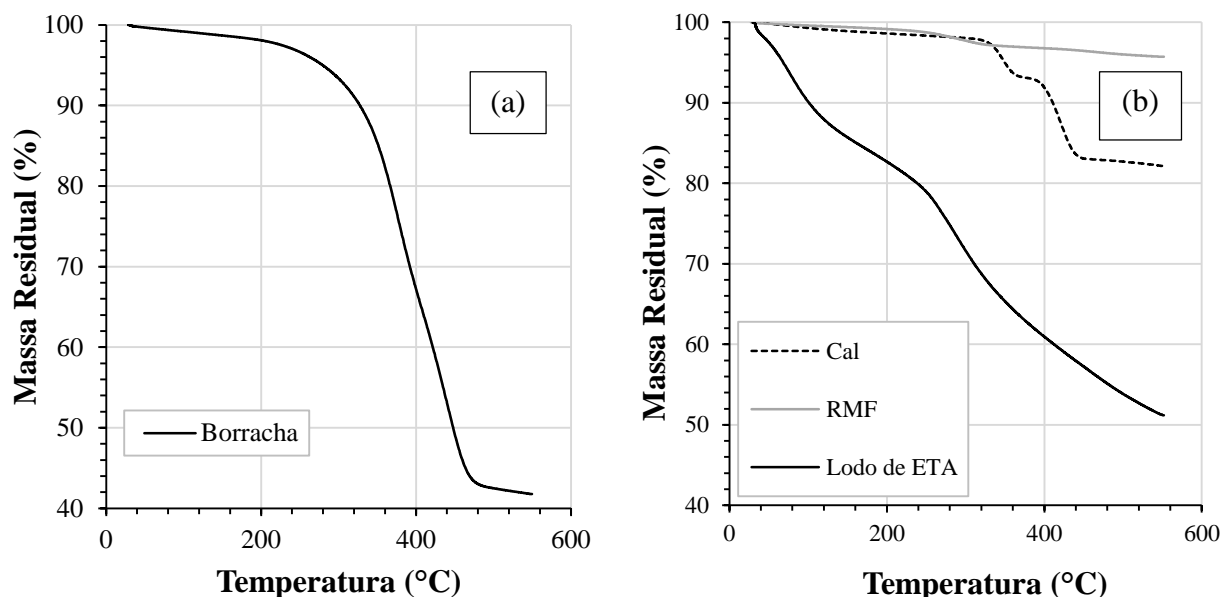 100
90
80
70
60
50
40
0
200
400
600
Massa Residual (%)
Temperatura (°C)
(a)
Borracha
100
90
80
70
60
50
40
0
200
400
600
Massa Residual (%)
Temperatura (°C)
(b)
Cal
RMF
Lodo de ETA